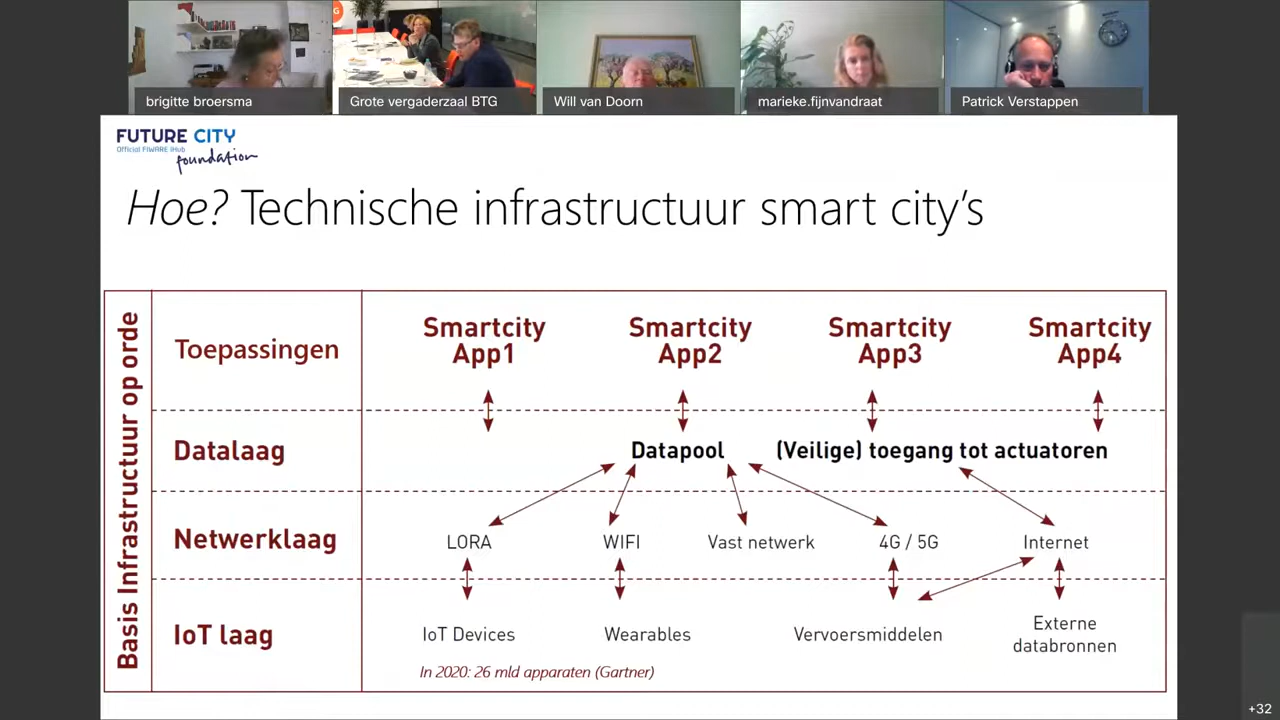 brigitte broersma
Grote vergaderzaal BTG
Will van Doorn
marieke.fijnvandraat
Patrick Verstappen
FUTURE CITY
Official FIWARE iHub
foundation
Hoe? Technische infrastructuur smart city's
Basis Infrastructuur op orde
Toepassingen
Smartcity App1
Smartcity App2
Smartcity App3
Smartcity App4
Datalaag
Datapool
(Veilige) toegang tot actuatoren
Netwerklaag
LORA
WIFI
Vast netwerk
4G / 5G
Internet
IoT laag
IoT Devices
Wearables
Vervoersmiddelen
Externe
databronnen
In 2020: 26 mld apparaten (Gartner)
+32